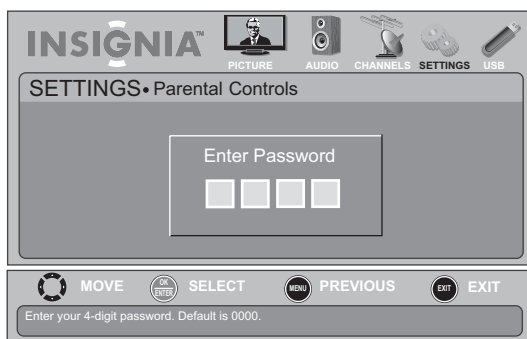 INSIGNIA™
PICTURE AUDIO CHANNELS SETTINGS USB
SETTINGS• Parental Controls
Enter Password
MOVE OK ENTER SELECT MENU PREVIOUS EXIT EXIT
Enter your 4-digit password. Default is 0000.